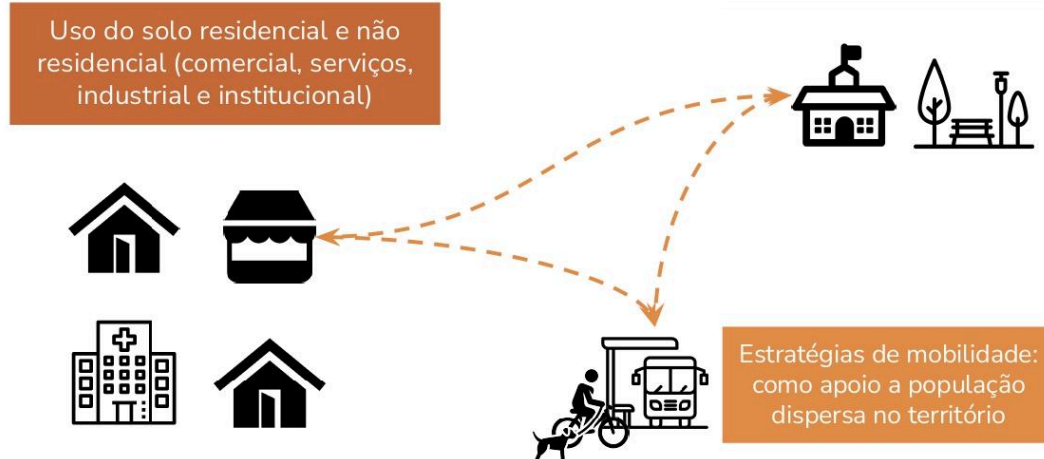 Uso do solo residencial e não
residencial (comercial, serviços,
industrial e institucional)
Estratégias de mobilidade:
como apoio a população
dispersa no território